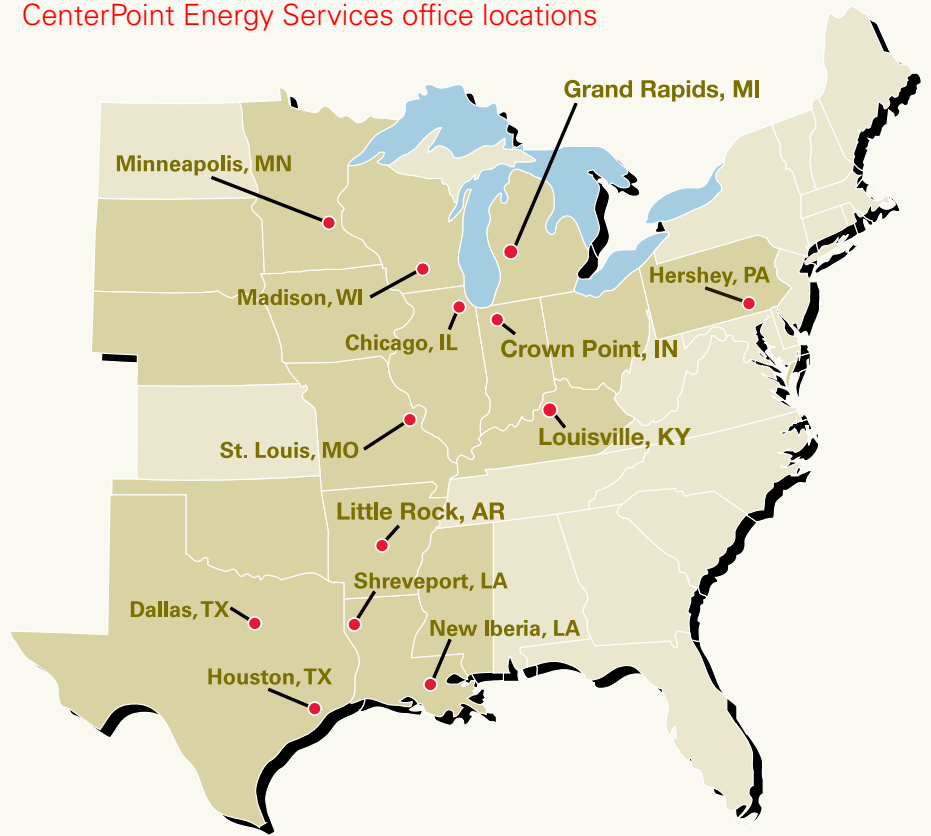 CenterPoint Energy Services office locations
Grand Rapids, MI
Minneapolis, MN
Hershey, PA
Madison, WI
Chicago, IL
Crown Point, IN
Louisville, KY
St. Louis, MO
Little Rock, AR
Shreveport, LA
Dallas, TX
New Iberia, LA
Houston, TX